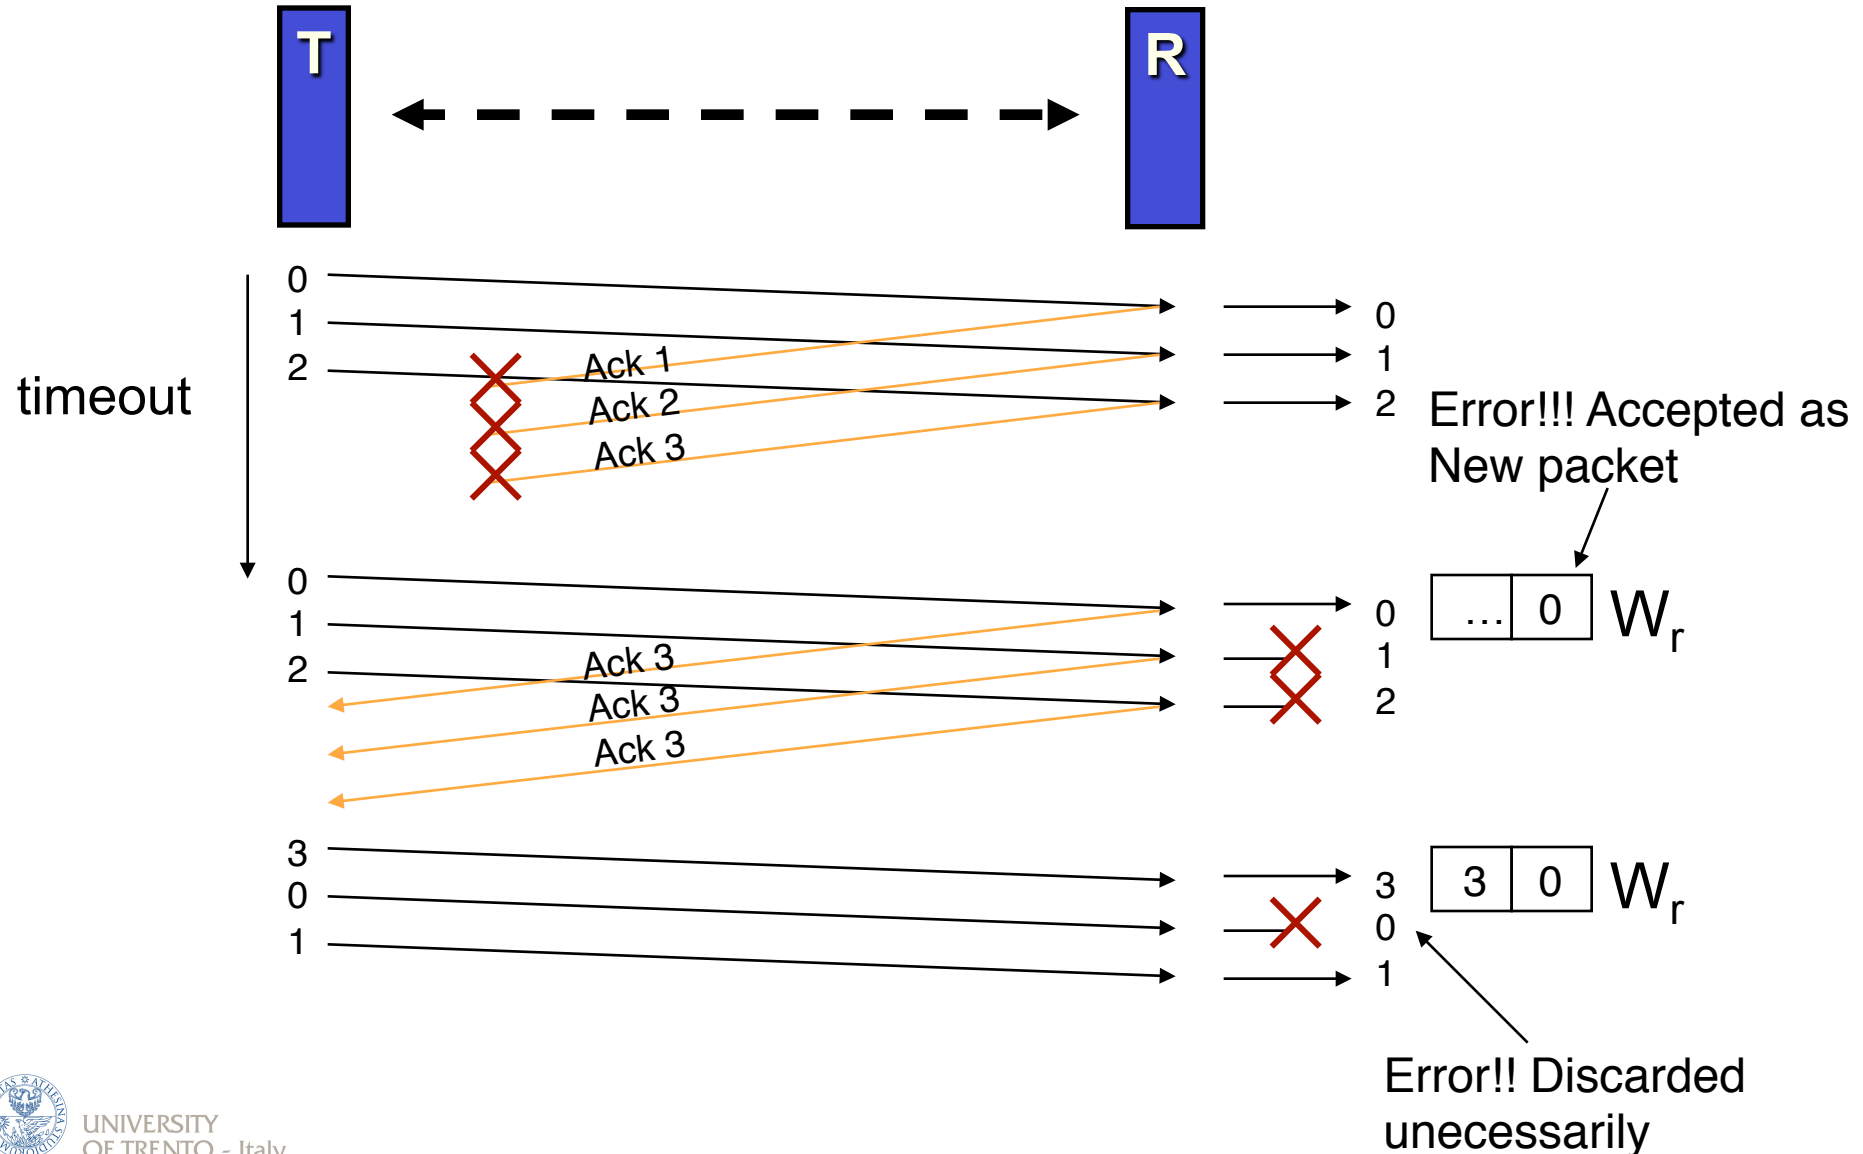 T
R
timeout
0
1
2
Ack 1
Ack 2
Ack 3
0
1
2
Error!!! Accepted as
New packet
0
1
2
Ack 3
Ack 3
Ack 3
0
1
2
... 0 Wr
3
0
1
3
0
1
3 0 Wr
Error!! Discarded
unecessarily
UNIVERSITY
OF TRENTO - Italy